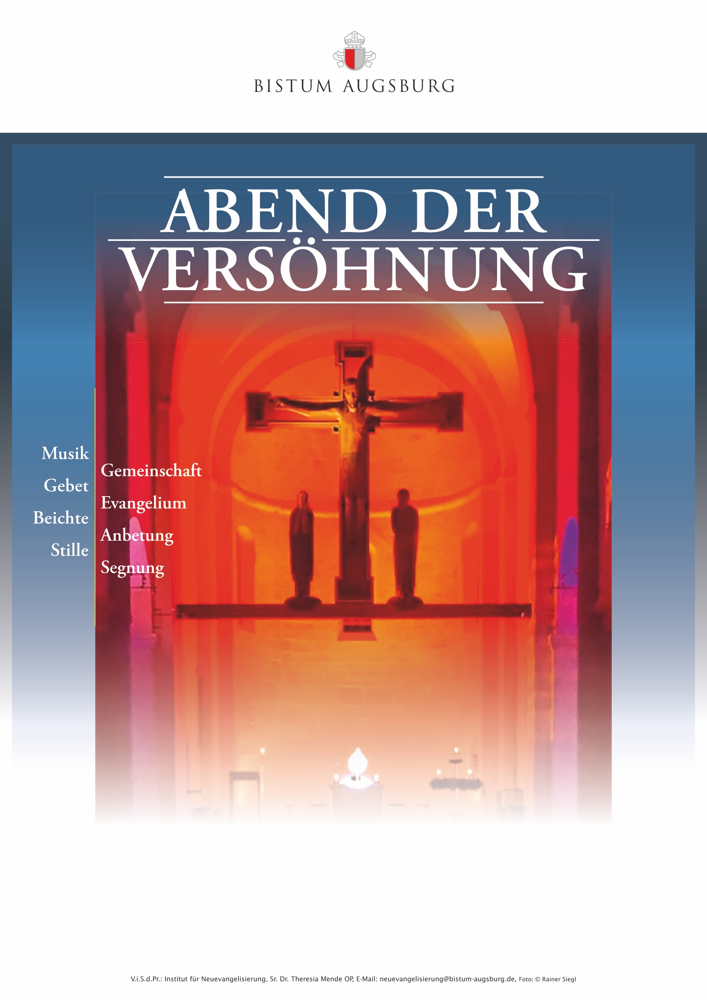 BISTUM AUGSBURG
ABEND DER
VERSÖHNUNG
Musik
Gemeinschaft
Gebet
Evangelium
Beichte
Anbetung
Stille
Segnung
V.i.S.d.Pr.: Institut für Neuevangelisierung, Sr. Dr. Theresia Mende OP, E-Mail: neuevangelisierung@bistum-augsburg.de, Foto: © Rainer Siegl